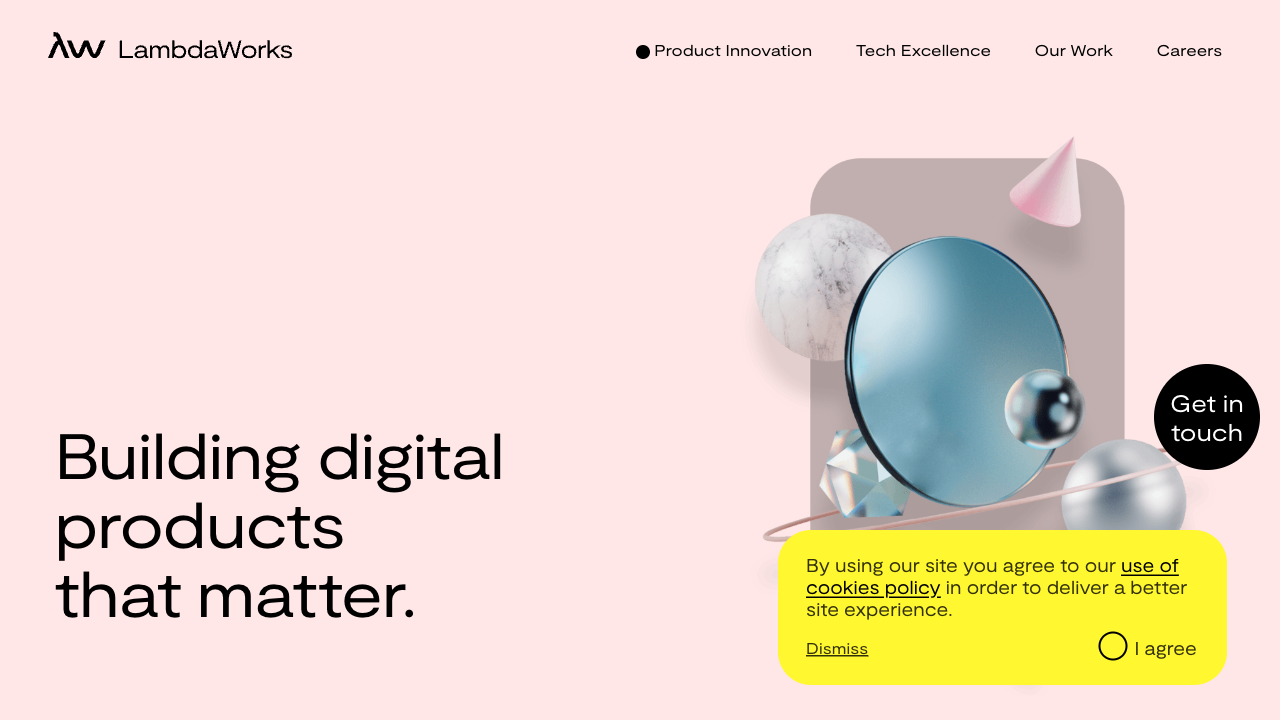 λw LambdaWorks
Product Innovation
Tech Excellence
Our Work
Careers
Building digital
products
that matter.
Get in
touch
By using our site you agree to our use of
cookies policy in order to deliver a better
site experience.
Dismiss
I agree